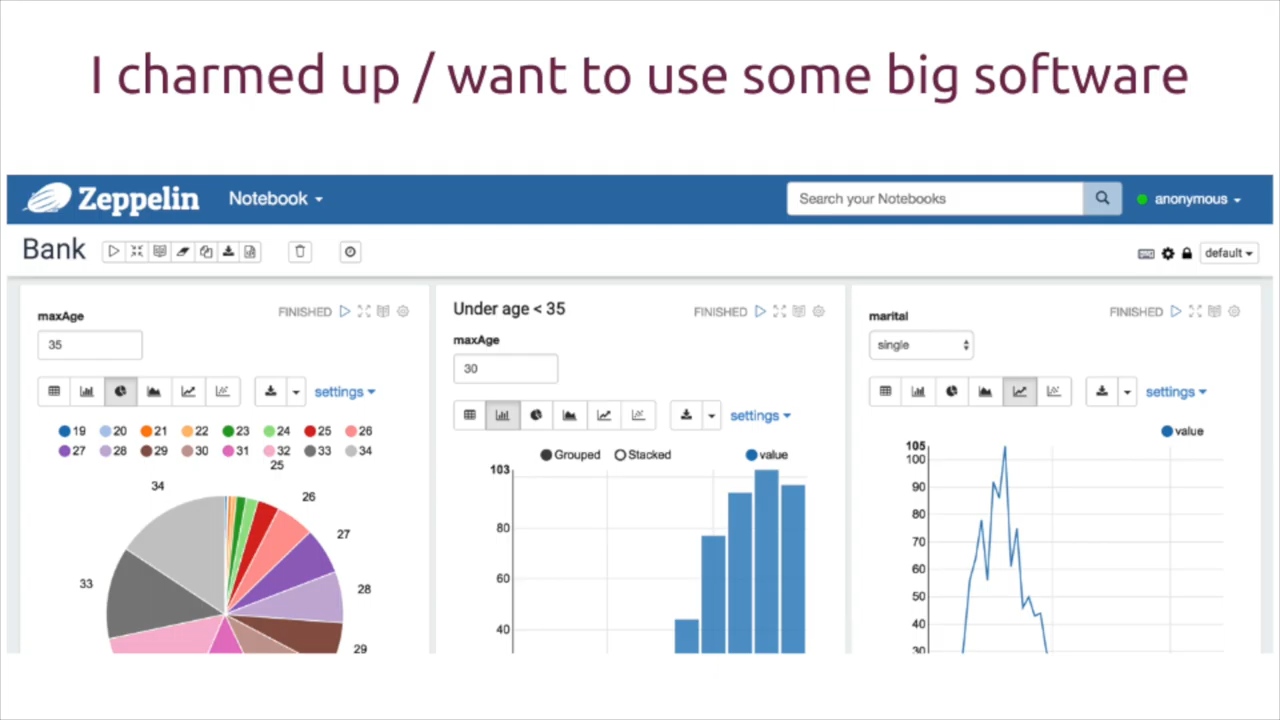 I charmed up / want to use some big software
Zeppelin Notebook Search your Notebooks anonymous
Bank default
maxAge FINISHED
35
settings
19 20 21 22 23 24 25 26
27 28 29 30 31 32 33 34
25
34 26
27
33
28
29
Under age < 35 FINISHED
maxAge
30
settings
Grouped Stacked value
103
80
60
40
marital FINISHED
single
settings
value
105
100
90
80
70
60
50
40
30